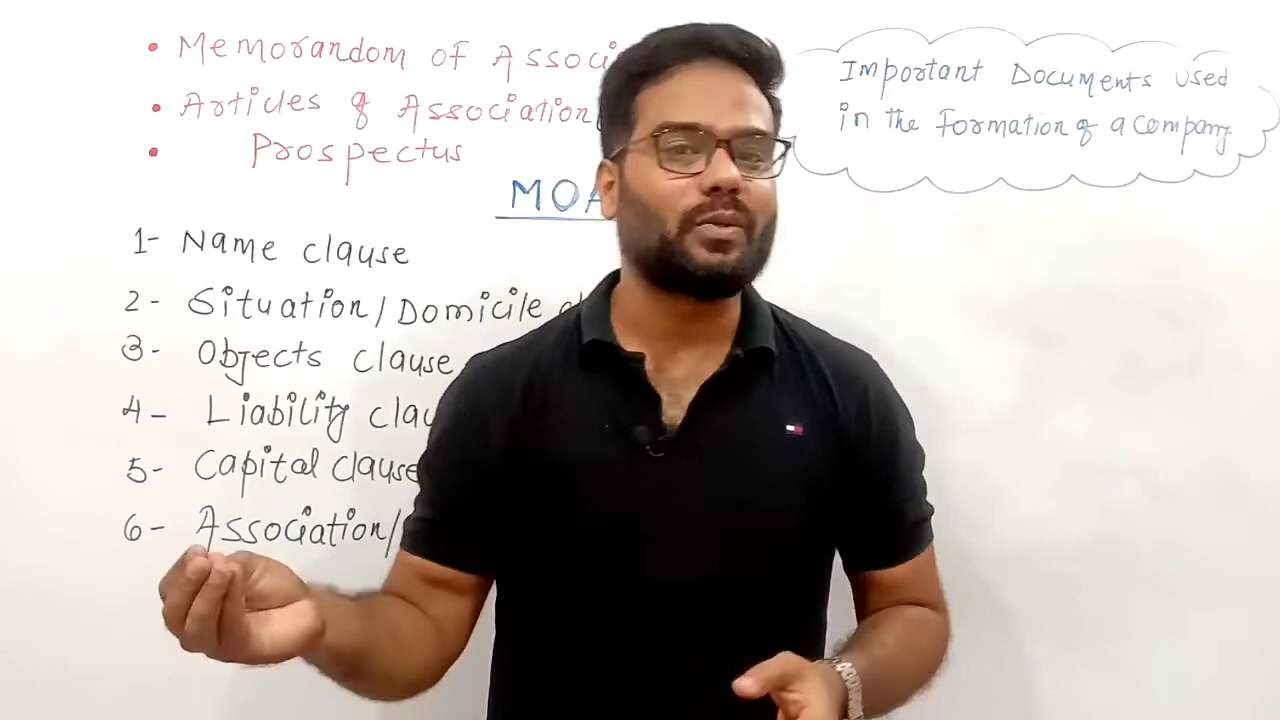 • Memorandom of Associ
• Articles of Association
• Prospectus
Important Documents used
in the Formation of a company
MOA
1- Name clause
2- Situation/Domicile
3- Objects clause
4- Liability clau
5- Capital clause
6- Association/